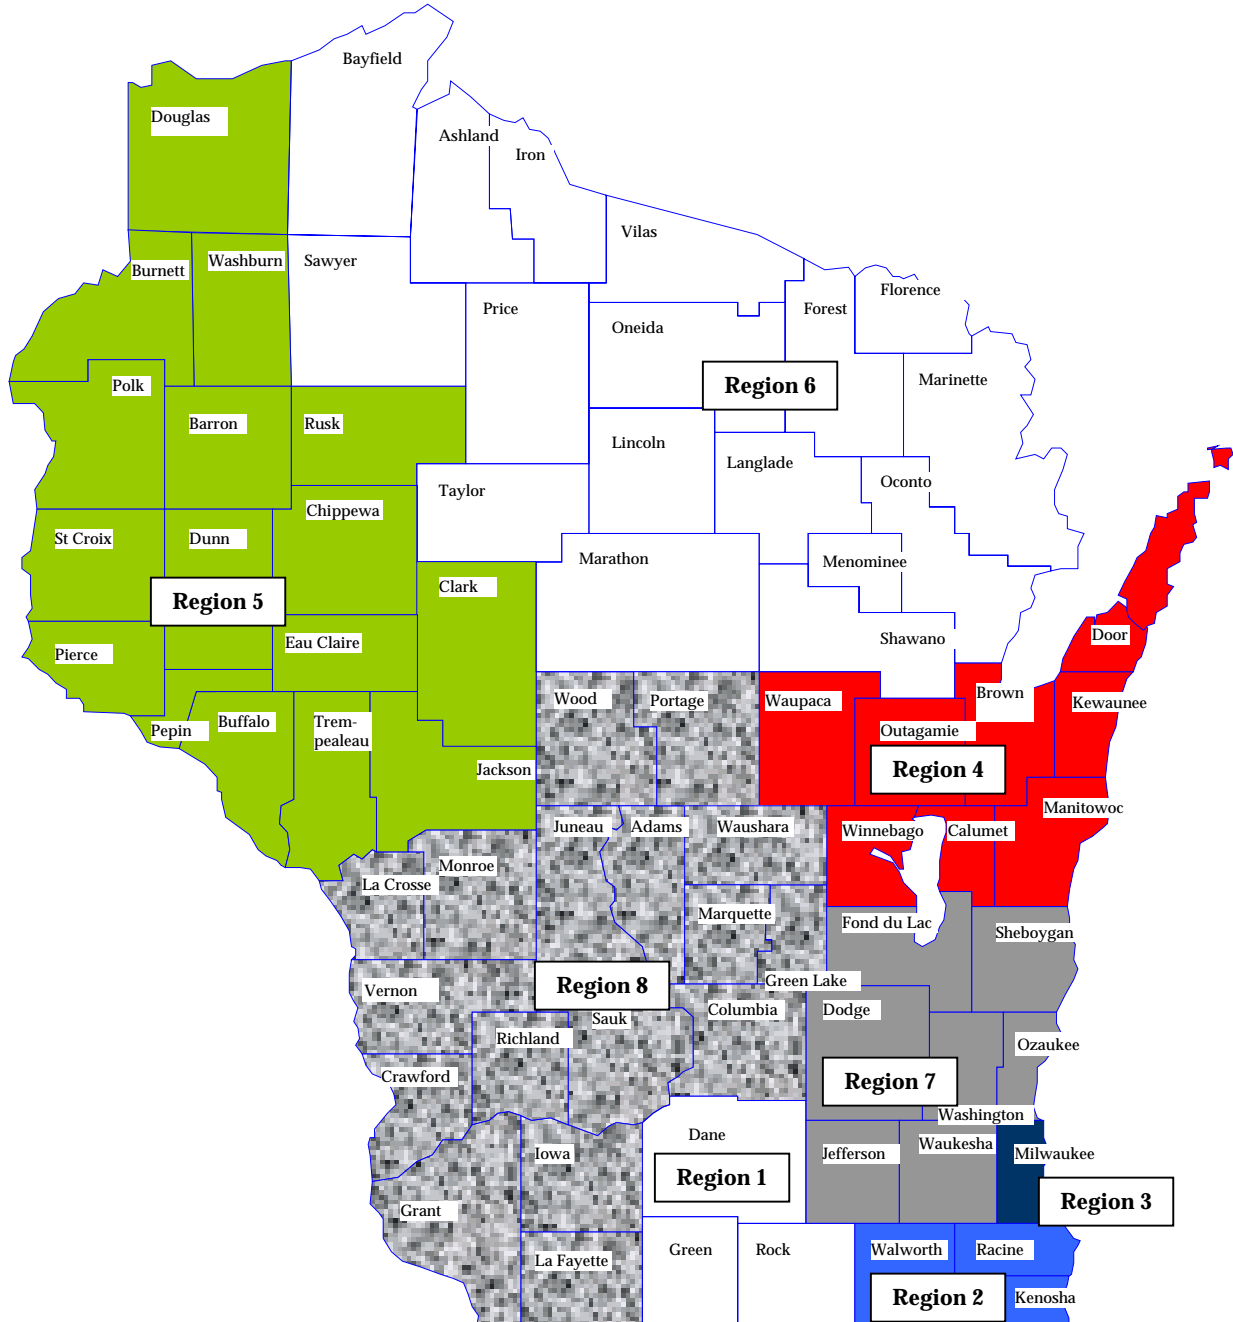 Bayfield
Douglas
Ashland
Iron
Vilas
Burnett
Washburn
Sawyer
Florence
Price
Forest
Oneida
Region 6
Marinette
Polk
Barron
Rusk
Lincoln
Langlade
Oconto
Taylor
Chippewa
St Croix
Dunn
Marathon
Menominee
Clark
Region 5
Door
Shawano
Eau Claire
Pierce
Wood
Portage
Waupaca
Brown
Kewaunee
Pepin
Buffalo
Trem-
pealeau
Outagamie
Region 4
Jackson
Manitowoc
Juneau
Adams
Waushara
Winnebago
Calumet
Monroe
La Crosse
Marquette
Fond du Lac
Sheboygan
Vernon
Region 8
Green Lake
Columbia
Dodge
Sauk
Richland
Ozaukee
Crawford
Region 7
Washington
Dane
Waukesha
Iowa
Jefferson
Milwaukee
Region 1
Region 3
Grant
Green
Rock
Walworth
Racine
La Fayette
Region 2
Kenosha